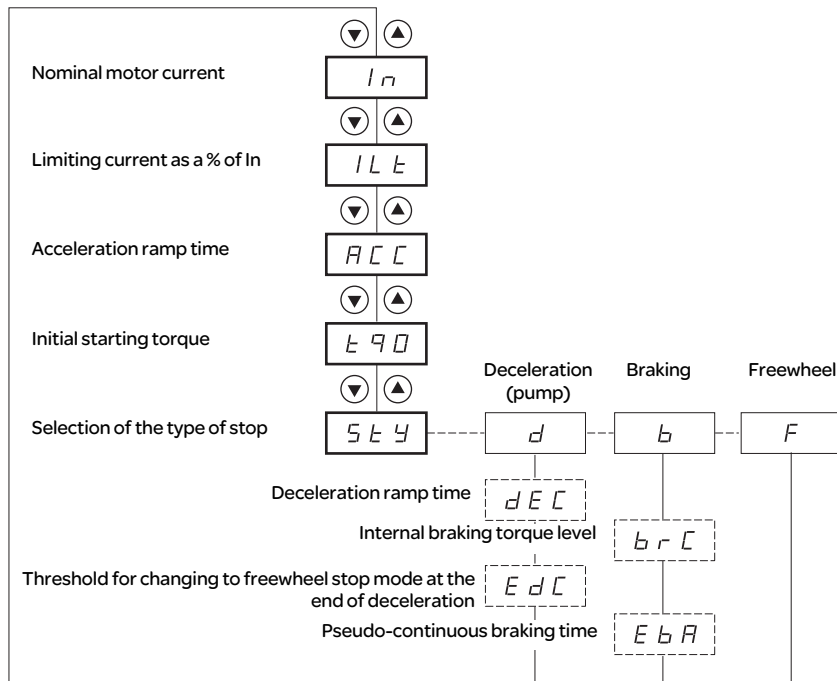 Nominal motor current
In
Limiting current as a % of In
ILt
ACC
Acceleration ramp time
Initial starting torque
tq0
Deceleration
(pump)
Braking
Freewheel
Selection of the type of stop
StY
d
b
F
Deceleration ramp time
dEC
Internal braking torque level
brC
Threshold for changing to freewheel stop mode at the
end of deceleration
EdC
Pseudo-continuous braking time
EbA